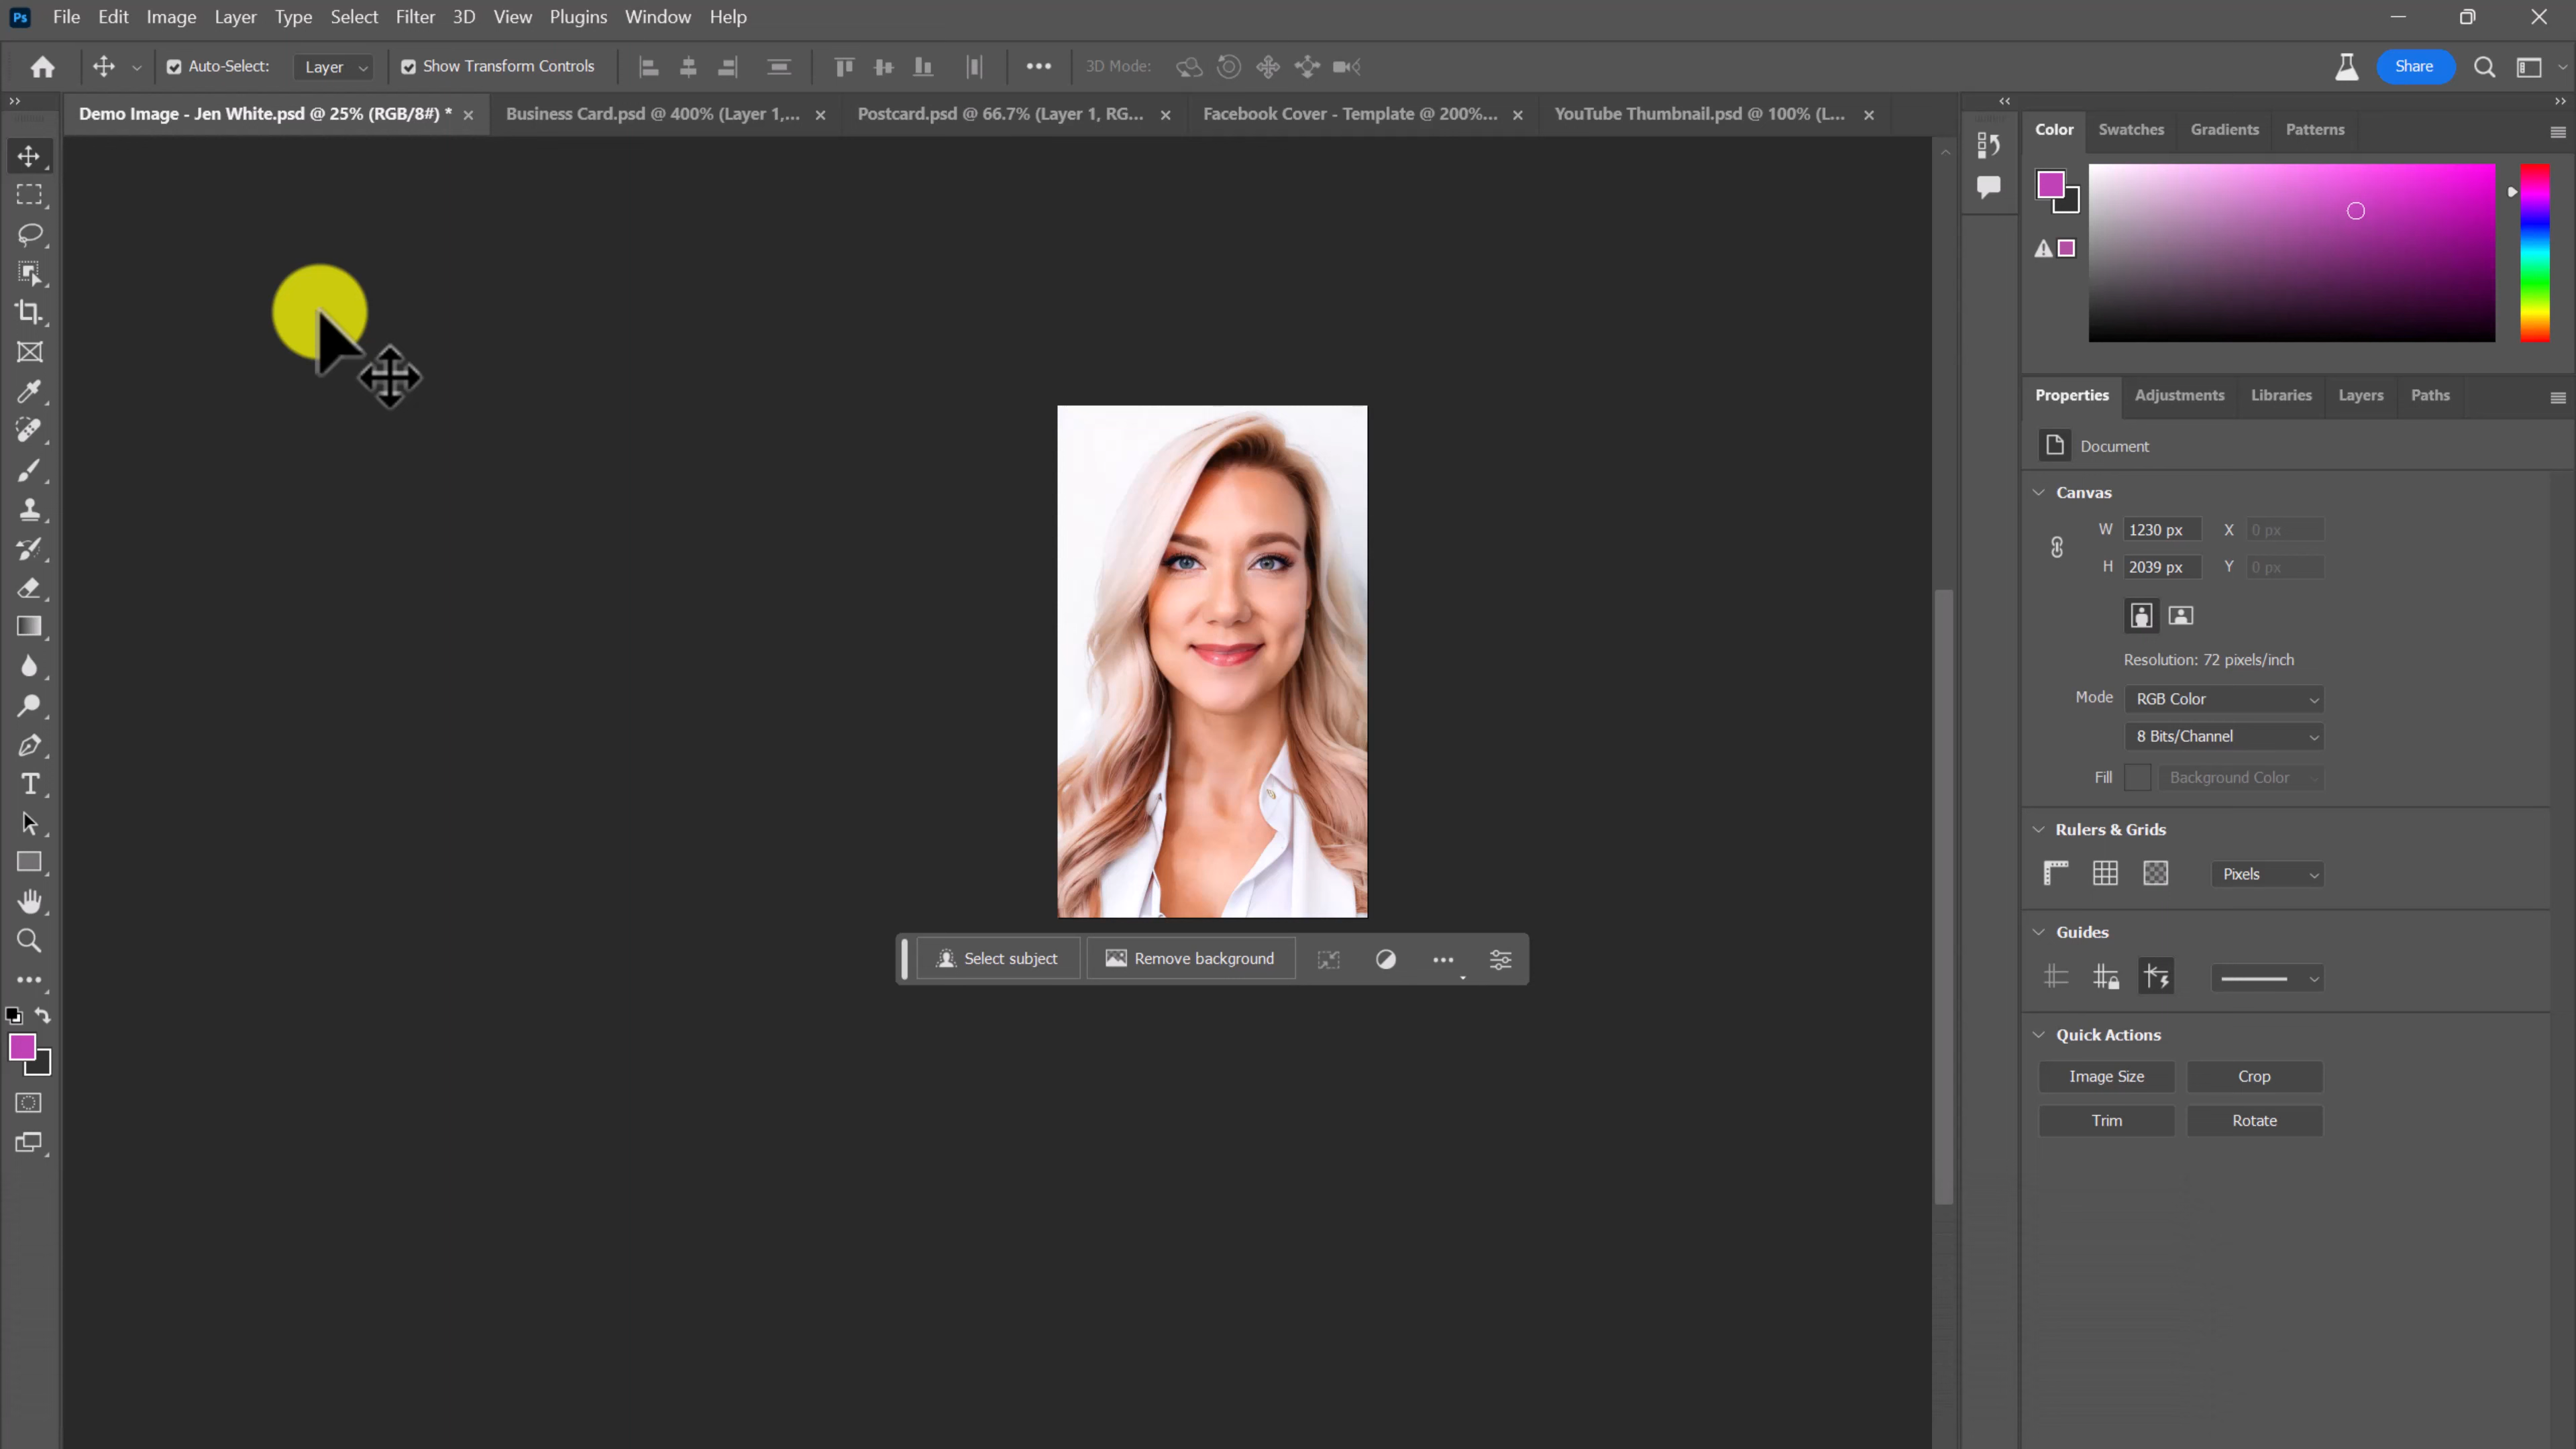 Ps File Edit Image Layer Type Select Filter 3D View Plugins Window Help
Auto-Select: Layer Show Transform Controls 3D Mode: Share
Demo Image - Jen White.psd @ 25% (RGB/8#) * Business Card.psd @ 400% (Layer 1,... Postcard.psd @ 66.7% (Layer 1, RG... Facebook Cover - Template @ 200%... YouTube Thumbnail.psd @ 100% (L...
Color Swatches Gradients Patterns
Properties Adjustments Libraries Layers Paths
Document
Canvas
W 1230 px X 0 px
H 2039 px Y 0 px
Resolution: 72 pixels/inch
Mode RGB Color
8 Bits/Channel
Fill Background Color
Rulers & Grids
Pixels
Guides
Select subject Remove background
Quick Actions
Image Size Crop
Trim Rotate